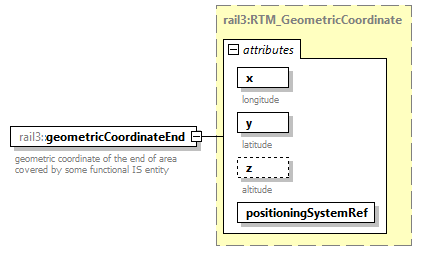 rail3:RTM_GeometricCoordinate
attributes
x
longitude
y
latitude
z
altitude
positioningSystemRef
rail3::geometricCoordinateEnd
geometric coordinate of the end of area
covered by some functional IS entity